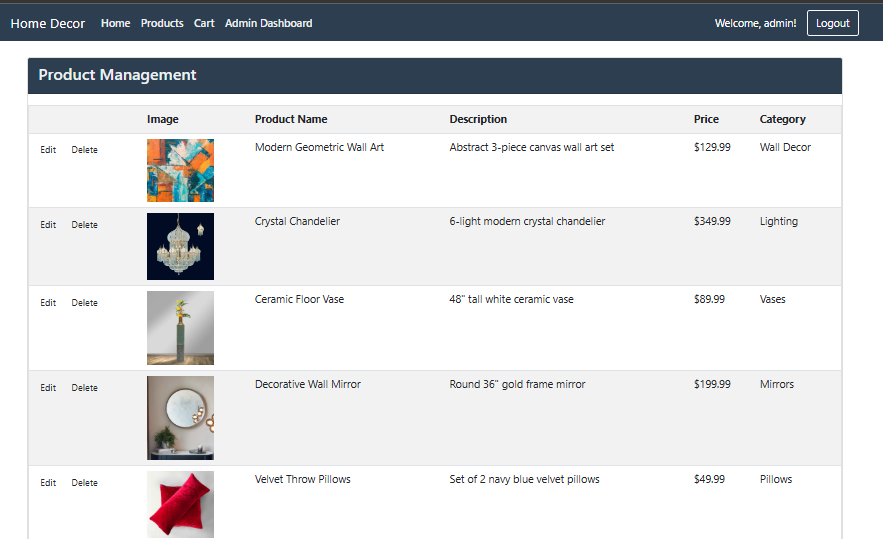 Home Decor Home Products Cart Admin Dashboard Welcome, admin! Logout
Product Management
Image Product Name Description Price Category
Edit Delete Modern Geometric Wall Art Abstract 3-piece canvas wall art set $129.99 Wall Decor
Edit Delete Crystal Chandelier 6-light modern crystal chandelier $349.99 Lighting
Edit Delete Ceramic Floor Vase 48" tall white ceramic vase $89.99 Vases
Edit Delete Decorative Wall Mirror Round 36" gold frame mirror $199.99 Mirrors
Edit Delete Velvet Throw Pillows Set of 2 navy blue velvet pillows $49.99 Pillows